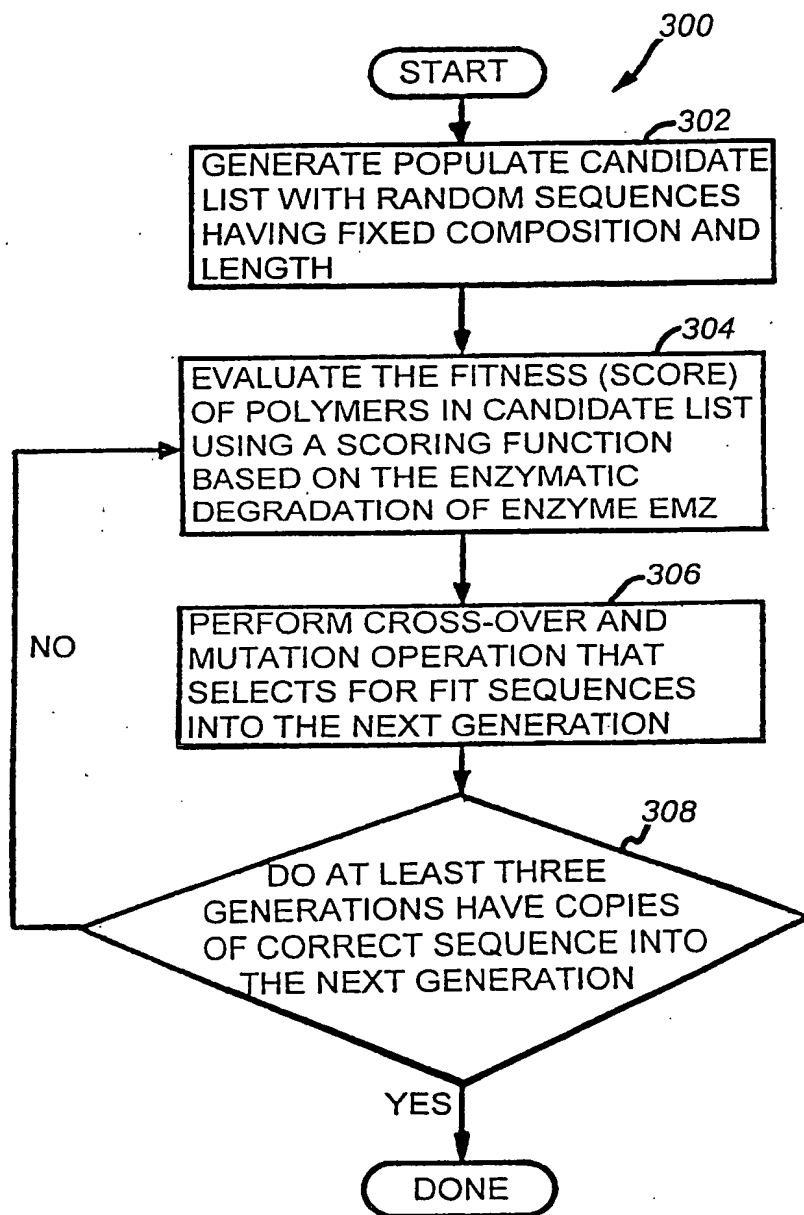 300
START
302
GENERATE POPULATE CANDIDATE
LIST WITH RANDOM SEQUENCES
HAVING FIXED COMPOSITION AND
LENGTH
304
EVALUATE THE FITNESS (SCORE)
OF POLYMERS IN CANDIDATE LIST
USING A SCORING FUNCTION
BASED ON THE ENZYMATIC
DEGRADATION OF ENZYME EMZ
306
PERFORM CROSS-OVER AND
MUTATION OPERATION THAT
SELECTS FOR FIT SEQUENCES
INTO THE NEXT GENERATION
NO
308
DO AT LEAST THREE
GENERATIONS HAVE COPIES
OF CORRECT SEQUENCE INTO
THE NEXT GENERATION
YES
DONE